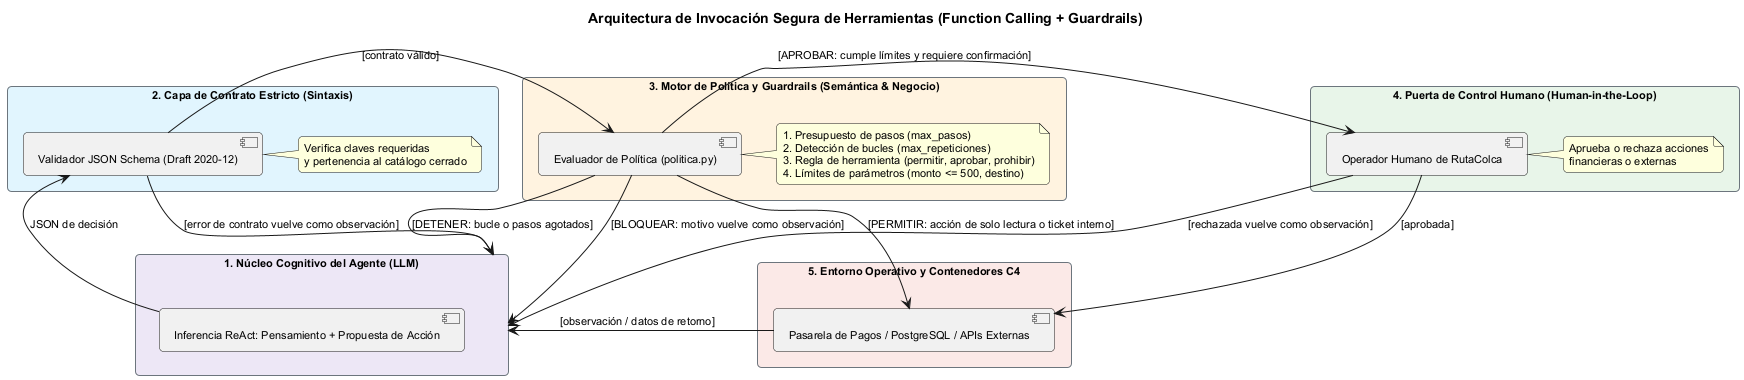 Arquitectura de Invocación Segura de Herramientas (Function Calling + Guardrails)
[contrato válido]
[APROBAR: cumple límites y requiere confirmación]
2. Capa de Contrato Estricto (Sintaxis)
Validador JSON Schema (Draft 2020-12)
Verifica claves requeridas
y pertenencia al catálogo cerrado
3. Motor de Política y Guardrails (Semántica & Negocio)
Evaluador de Política (politica.py)
1. Presupuesto de pasos (max_pasos)
2. Detección de bucles (max_repeticiones)
3. Regla de herramienta (permitir, aprobar, prohibir)
4. Límites de parámetros (monto <= 500, destino)
4. Puerta de Control Humano (Human-in-the-Loop)
Operador Humano de RutaColca
Aprueba o rechaza acciones
financieras o externas
JSON de decisión
[error de contrato vuelve como observación]
[DETENER: bucle o pasos agotados]
[BLOQUEAR: motivo vuelve como observación]
[PERMITIR: acción de solo lectura o ticket interno]
[rechazada vuelve como observación]
[aprobada]
1. Núcleo Cognitivo del Agente (LLM)
Inferencia ReAct: Pensamiento + Propuesta de Acción
[observación / datos de retorno]
5. Entorno Operativo y Contenedores C4
Pasarela de Pagos / PostgreSQL / APIs Externas